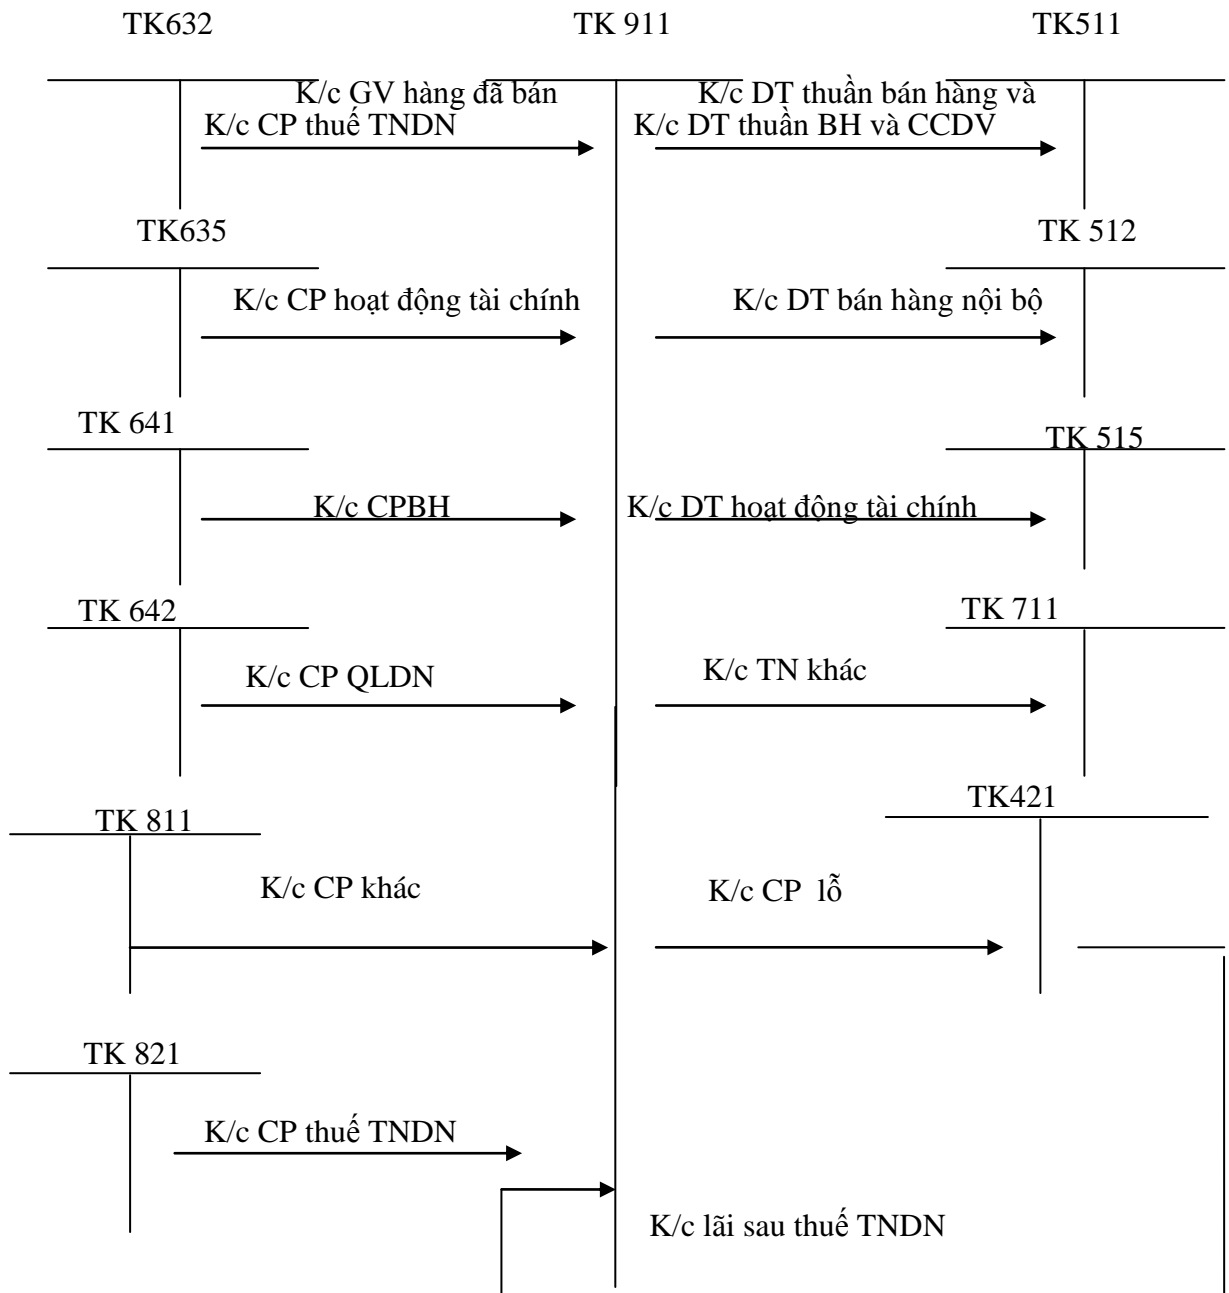 TK632 TK 911 TK511
K/c GV hàng đã bán K/c DT thuần bán hàng và
K/c CP thuế TNDN K/c DT thuần BH và CCDV
TK635 TK 512
K/c CP hoạt động tài chính K/c DT bán hàng nội bộ
TK 641 TK 515
K/c CPBH K/c DT hoạt động tài chính
TK 642 TK 711
K/c CP QLDN K/c TN khác
TK 811 TK421
K/c CP khác K/c CP lỗ
TK 821
K/c CP thuế TNDN
K/c lãi sau thuế TNDN